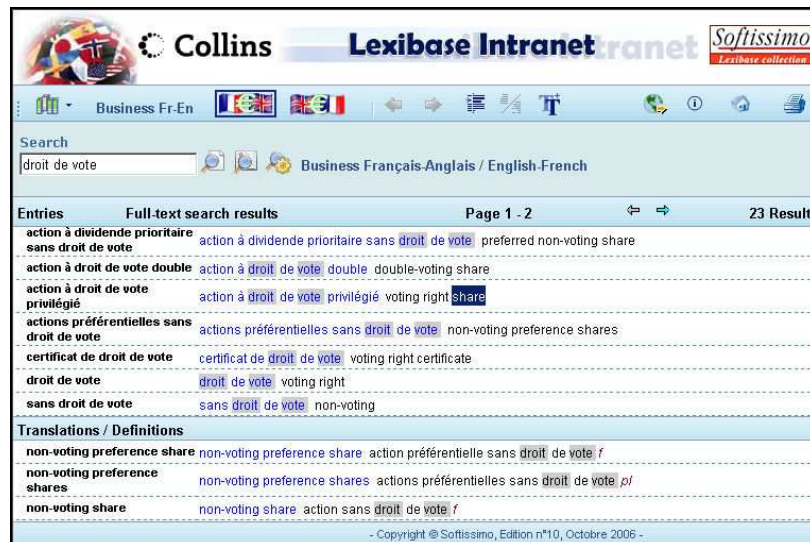 Collins Lexibase Intranet Softissimo
Lexibase collection
Business Fr-En
Search
droit de vote
Business Français-Anglais / English-French
Entries Full-text search results Page 1 - 2 23 Result
action à dividende prioritaire sans droit de vote action à dividende prioritaire sans droit de vote preferred non-voting share
action à droit de vote double action à droit de vote double double-voting share
action à droit de vote privilégié action à droit de vote privilégié voting right share
actions préférentielles sans droit de vote actions préférentielles sans droit de vote non-voting preference shares
certificat de droit de vote certificat de droit de vote voting right certificate
droit de vote droit de vote voting right
sans droit de vote sans droit de vote non-voting
Translations / Definitions
non-voting preference share non-voting preference share action préférentielle sans droit de vote f
non-voting preference shares non-voting preference shares actions préférentielles sans droit de vote pl
non-voting share non-voting share action sans droit de vote f
- Copyright @ Softissimo, Edition n°10, Octobre 2006 -